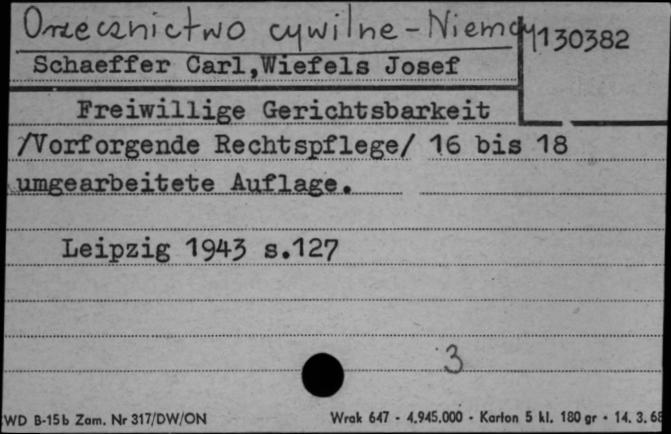 Orzecznictwo cywilne - Niemcy
130382
Schaeffer Carl,Wiefels Josef
Freiwillige Gerichtsbarkeit
/Vorforgende Rechtspflege/ 16 bis 18
umgearbeitete Auflage.
Leipzig 1943 s.127
3
WD B-15b Zam. Nr 317/DW/ON
Wrak 647 - 4.945.000 - Karton 5 kl. 180 gr - 14. 3. 68